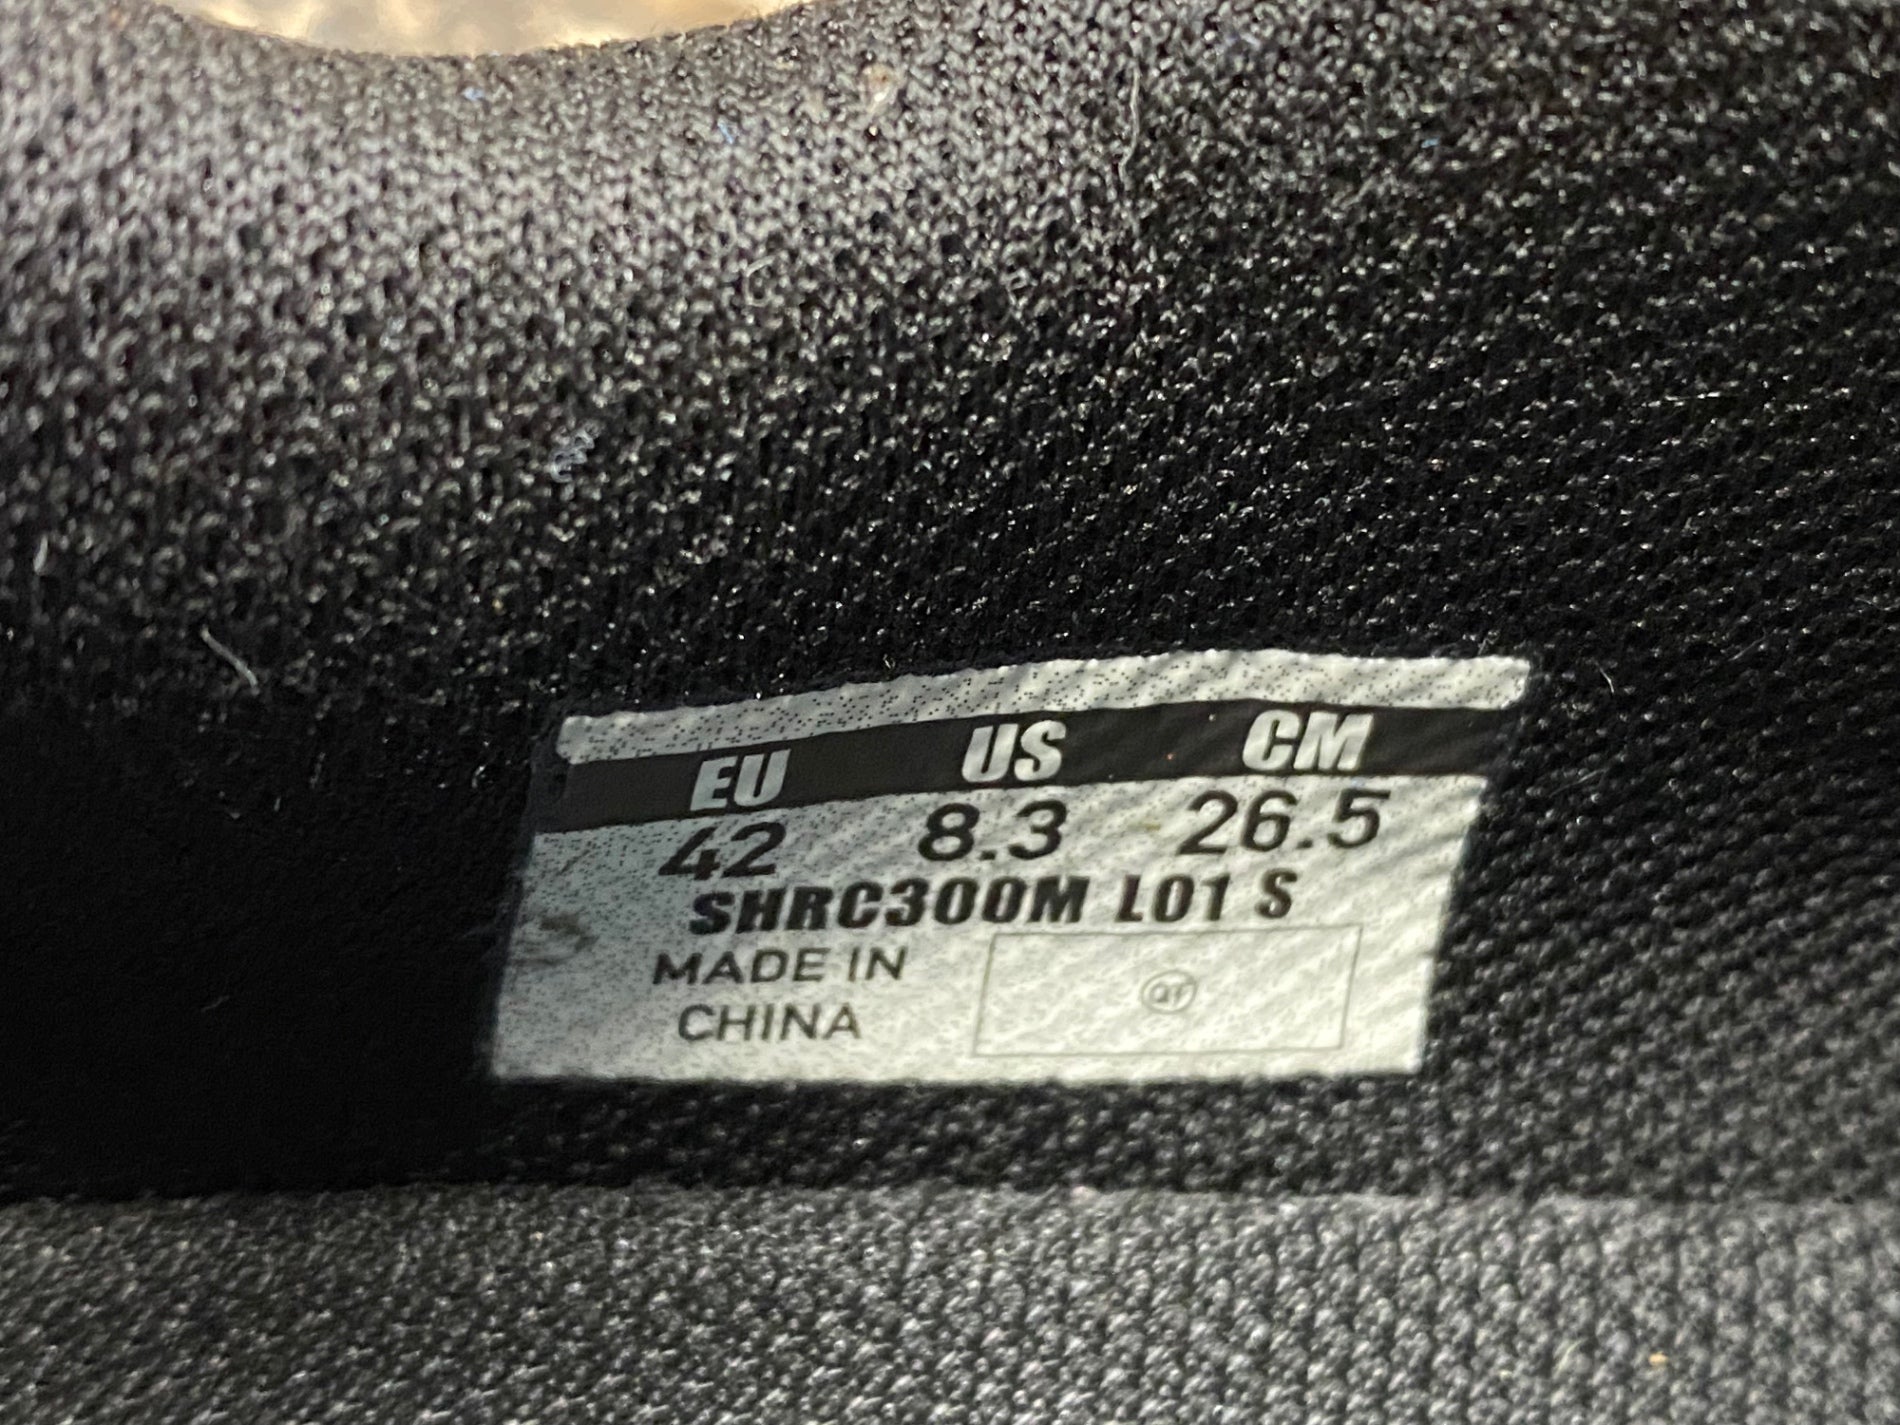 EU US CM
42 8.3 26.5
SHRC300M L01 S
MADE IN
CHINA